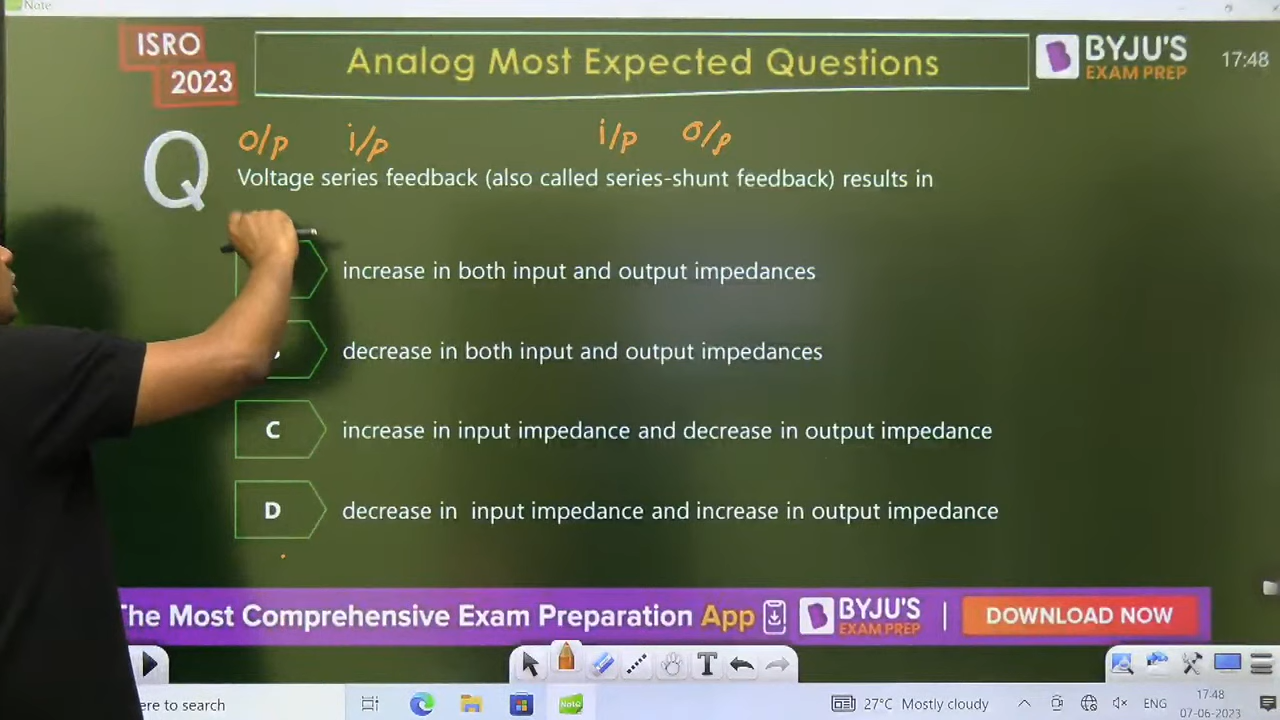 Note
ISRO
2023
Analog Most Expected Questions
BYJU'S
EXAM PREP
17:48
O/p i/p i/p O/p
Q
Voltage series feedback (also called series-shunt feedback) results in
increase in both input and output impedances
decrease in both input and output impedances
C increase in input impedance and decrease in output impedance
D decrease in input impedance and increase in output impedance
The Most Comprehensive Exam Preparation App
BYJU'S
EXAM PREP
DOWNLOAD NOW
T
ere to search
Note
27°C Mostly cloudy
ENG
17.48
07-06-2023